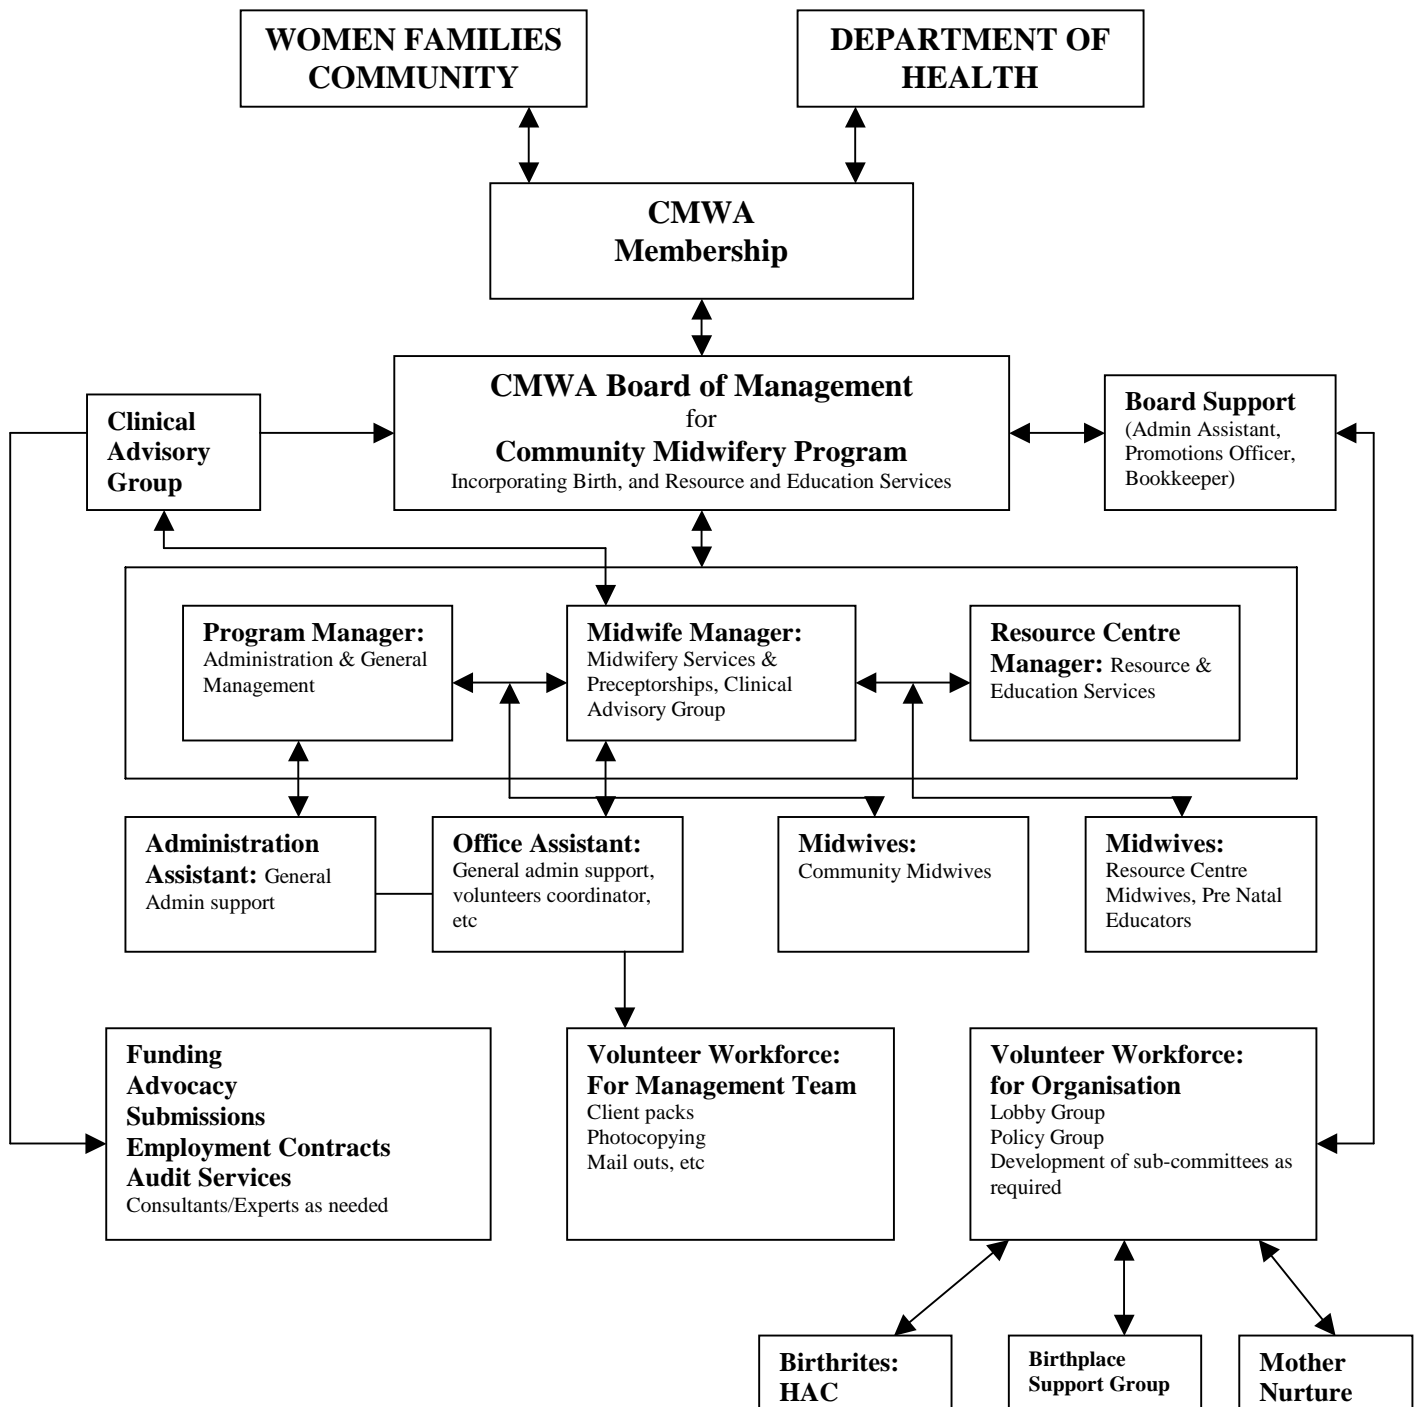 WOMEN FAMILIES
COMMUNITY
DEPARTMENT OF
HEALTH
CMWA
Membership
CMWA Board of Management
for
Community Midwifery Program
Incorporating Birth, and Resource and Education Services
Clinical
Advisory
Group
Board Support
(Admin Assistant,
Promotions Officer,
Bookkeeper)
Program Manager:
Administration & General
Management
Midwife Manager:
Midwifery Services &
Preceptorships, Clinical
Advisory Group
Resource Centre
Manager: Resource &
Education Services
Administration
Assistant: General
Admin support
Office Assistant:
General admin support,
volunteers coordinator,
etc
Midwives:
Community Midwives
Midwives:
Resource Centre
Midwives, Pre Natal
Educators
Funding
Advocacy
Submissions
Employment Contracts
Audit Services
Consultants/Experts as needed
Volunteer Workforce:
For Management Team
Client packs
Photocopying
Mail outs, etc
Volunteer Workforce:
for Organisation
Lobby Group
Policy Group
Development of sub-committees as
required
Birthrites:
HAC
Birthplace
Support Group
Mother
Nurture